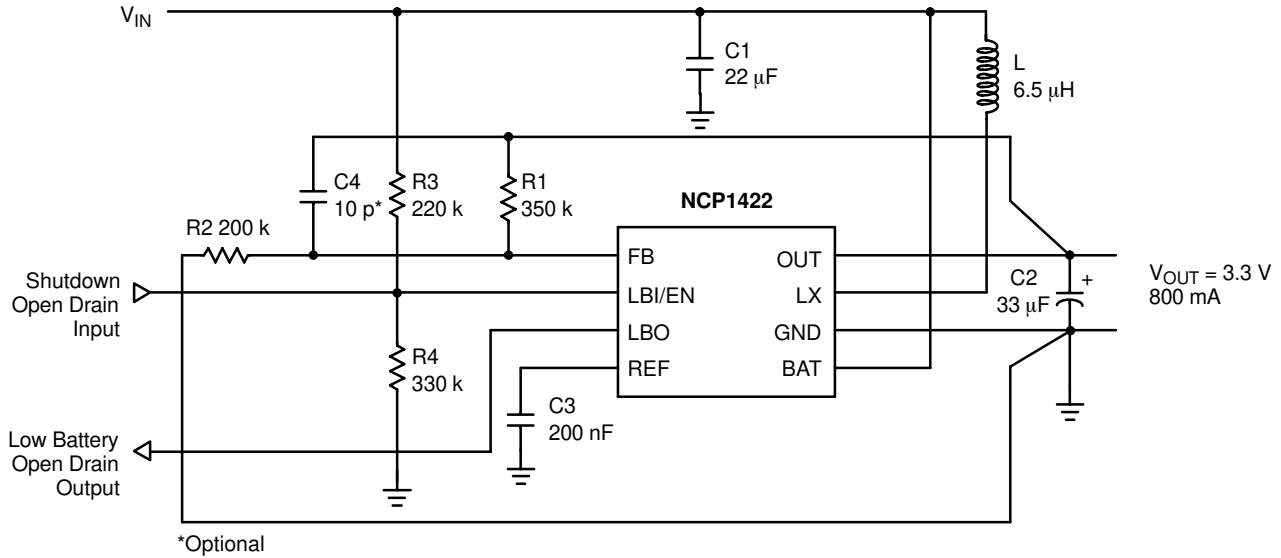 V_IN
C1
22 μF
L
6.5 μH
C4
10 p*
R3
220 k
R1
350 k
NCP1422
R2 200 k
FB
OUT
LBI/EN
LX
LBO
GND
REF
BAT
Shutdown
Open Drain
Input
C2
33 μF
+
V_OUT = 3.3 V
800 mA
R4
330 k
C3
200 nF
Low Battery
Open Drain
Output
*Optional